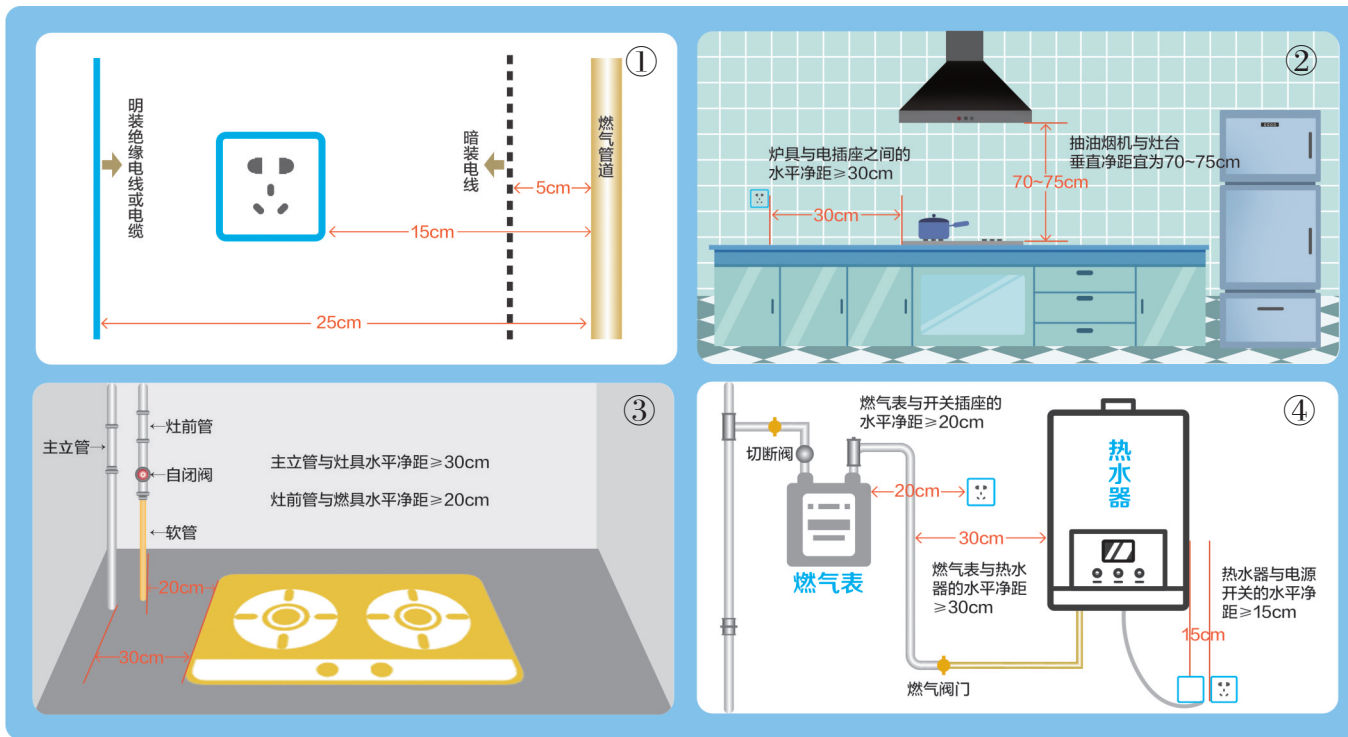 ①
明装绝缘电线或电缆
暗装电线
燃气管道
5cm
15cm
25cm
②
炉具与电插座之间的
水平净距≥30cm
抽油烟机与灶台
垂直净距宜为70~75cm
70~75cm
30cm
③
主立管
灶前管
自闭阀
软管
主立管与灶具水平净距≥30cm
灶前管与燃具水平净距≥20cm
20cm
30cm
④
燃气表与开关插座的
水平净距≥20cm
切断阀
20cm
热水器
30cm
燃气表
燃气表与热水
器的水平净距
≥30cm
热水器与电源
开关的水平净
距≥15cm
15cm
燃气阀门